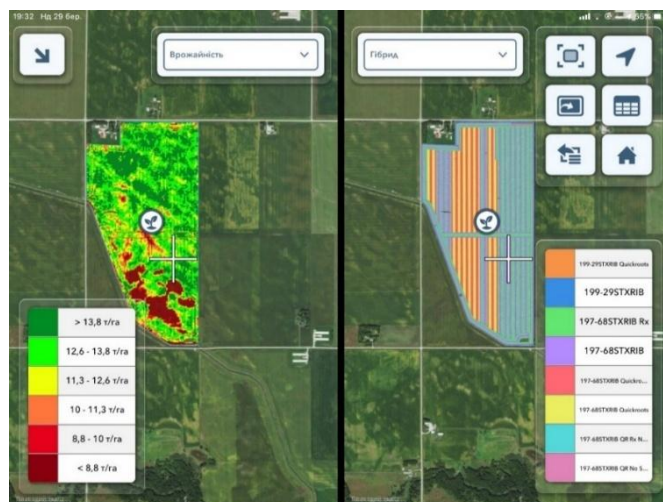 19:32 Нд 29 бер.
55%
Врожайність
Гібрид
> 13,8 т/га
12,6 - 13,8 т/га
11,3 - 12,6 т/га
10 - 11,3 т/га
8,8 - 10 т/га
< 8,8 т/га
199-29STXRIB Quickroots
199-29STXRIB
197-68STXRIB Rx
197-68STXRIB
197-68STXRIB Quickro...
197-68STXRIB Quickroots
197-68STXRIB QR Rx N...
197-68STXRIB QR No S...